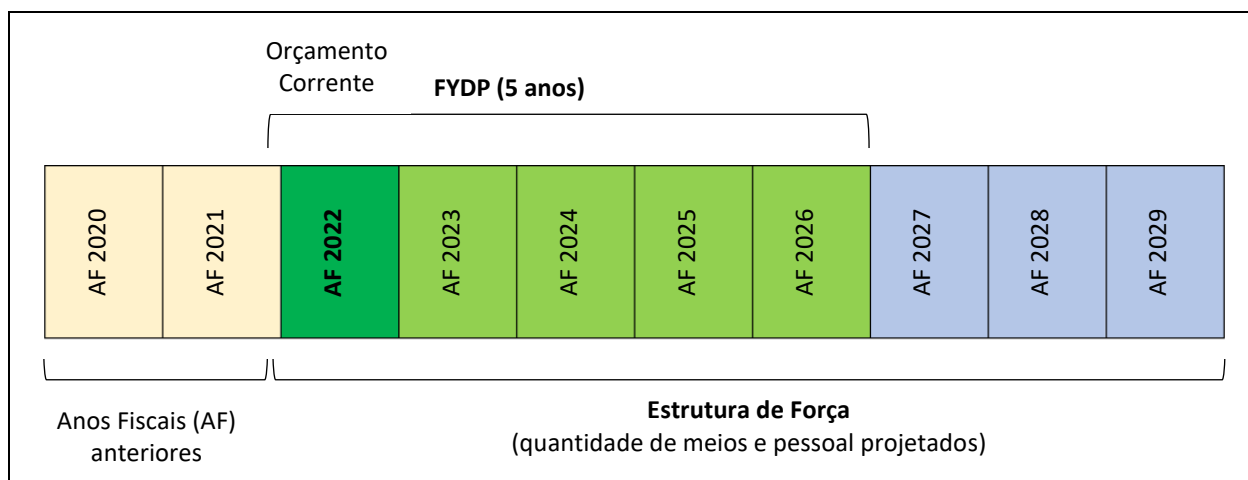 Orçamento
Corrente
FYDP (5 anos)
AF 2020
AF 2021
AF 2022
AF 2023
AF 2024
AF 2025
AF 2026
AF 2027
AF 2028
AF 2029
Anos Fiscais (AF)
anteriores
Estrutura de Força
(quantidade de meios e pessoal projetados)